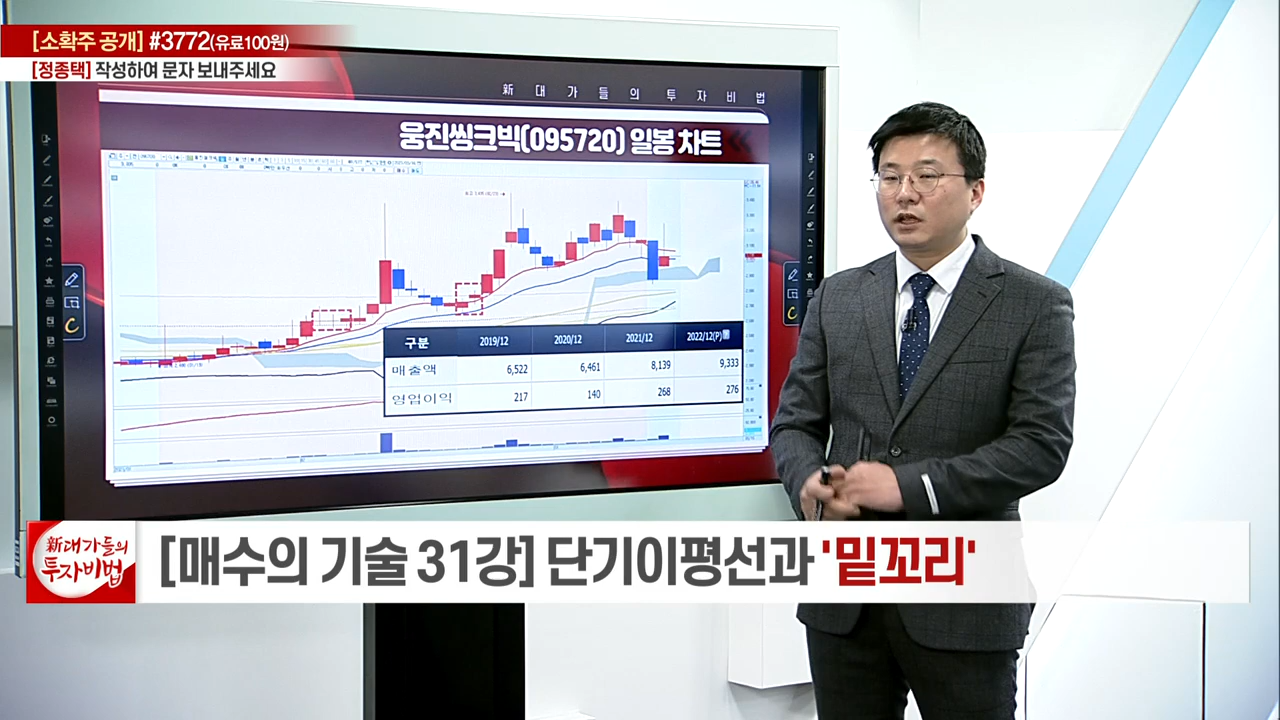 [소확주 공개] #3772(유료100원)
[정종택] 작성하여 문자 보내주세요
新 대 가 들 의 투 자 비 법
웅진씽크빅(095720) 일봉 차트
구분 2019/12 2020/12 2021/12 2022/12(P)
매출액 6,522 6,461 8,139 9,333
영업이익 217 140 268 276
新대가들의
투자비법
[매수의 기술 31강] 단기이평선과 '밑꼬리'